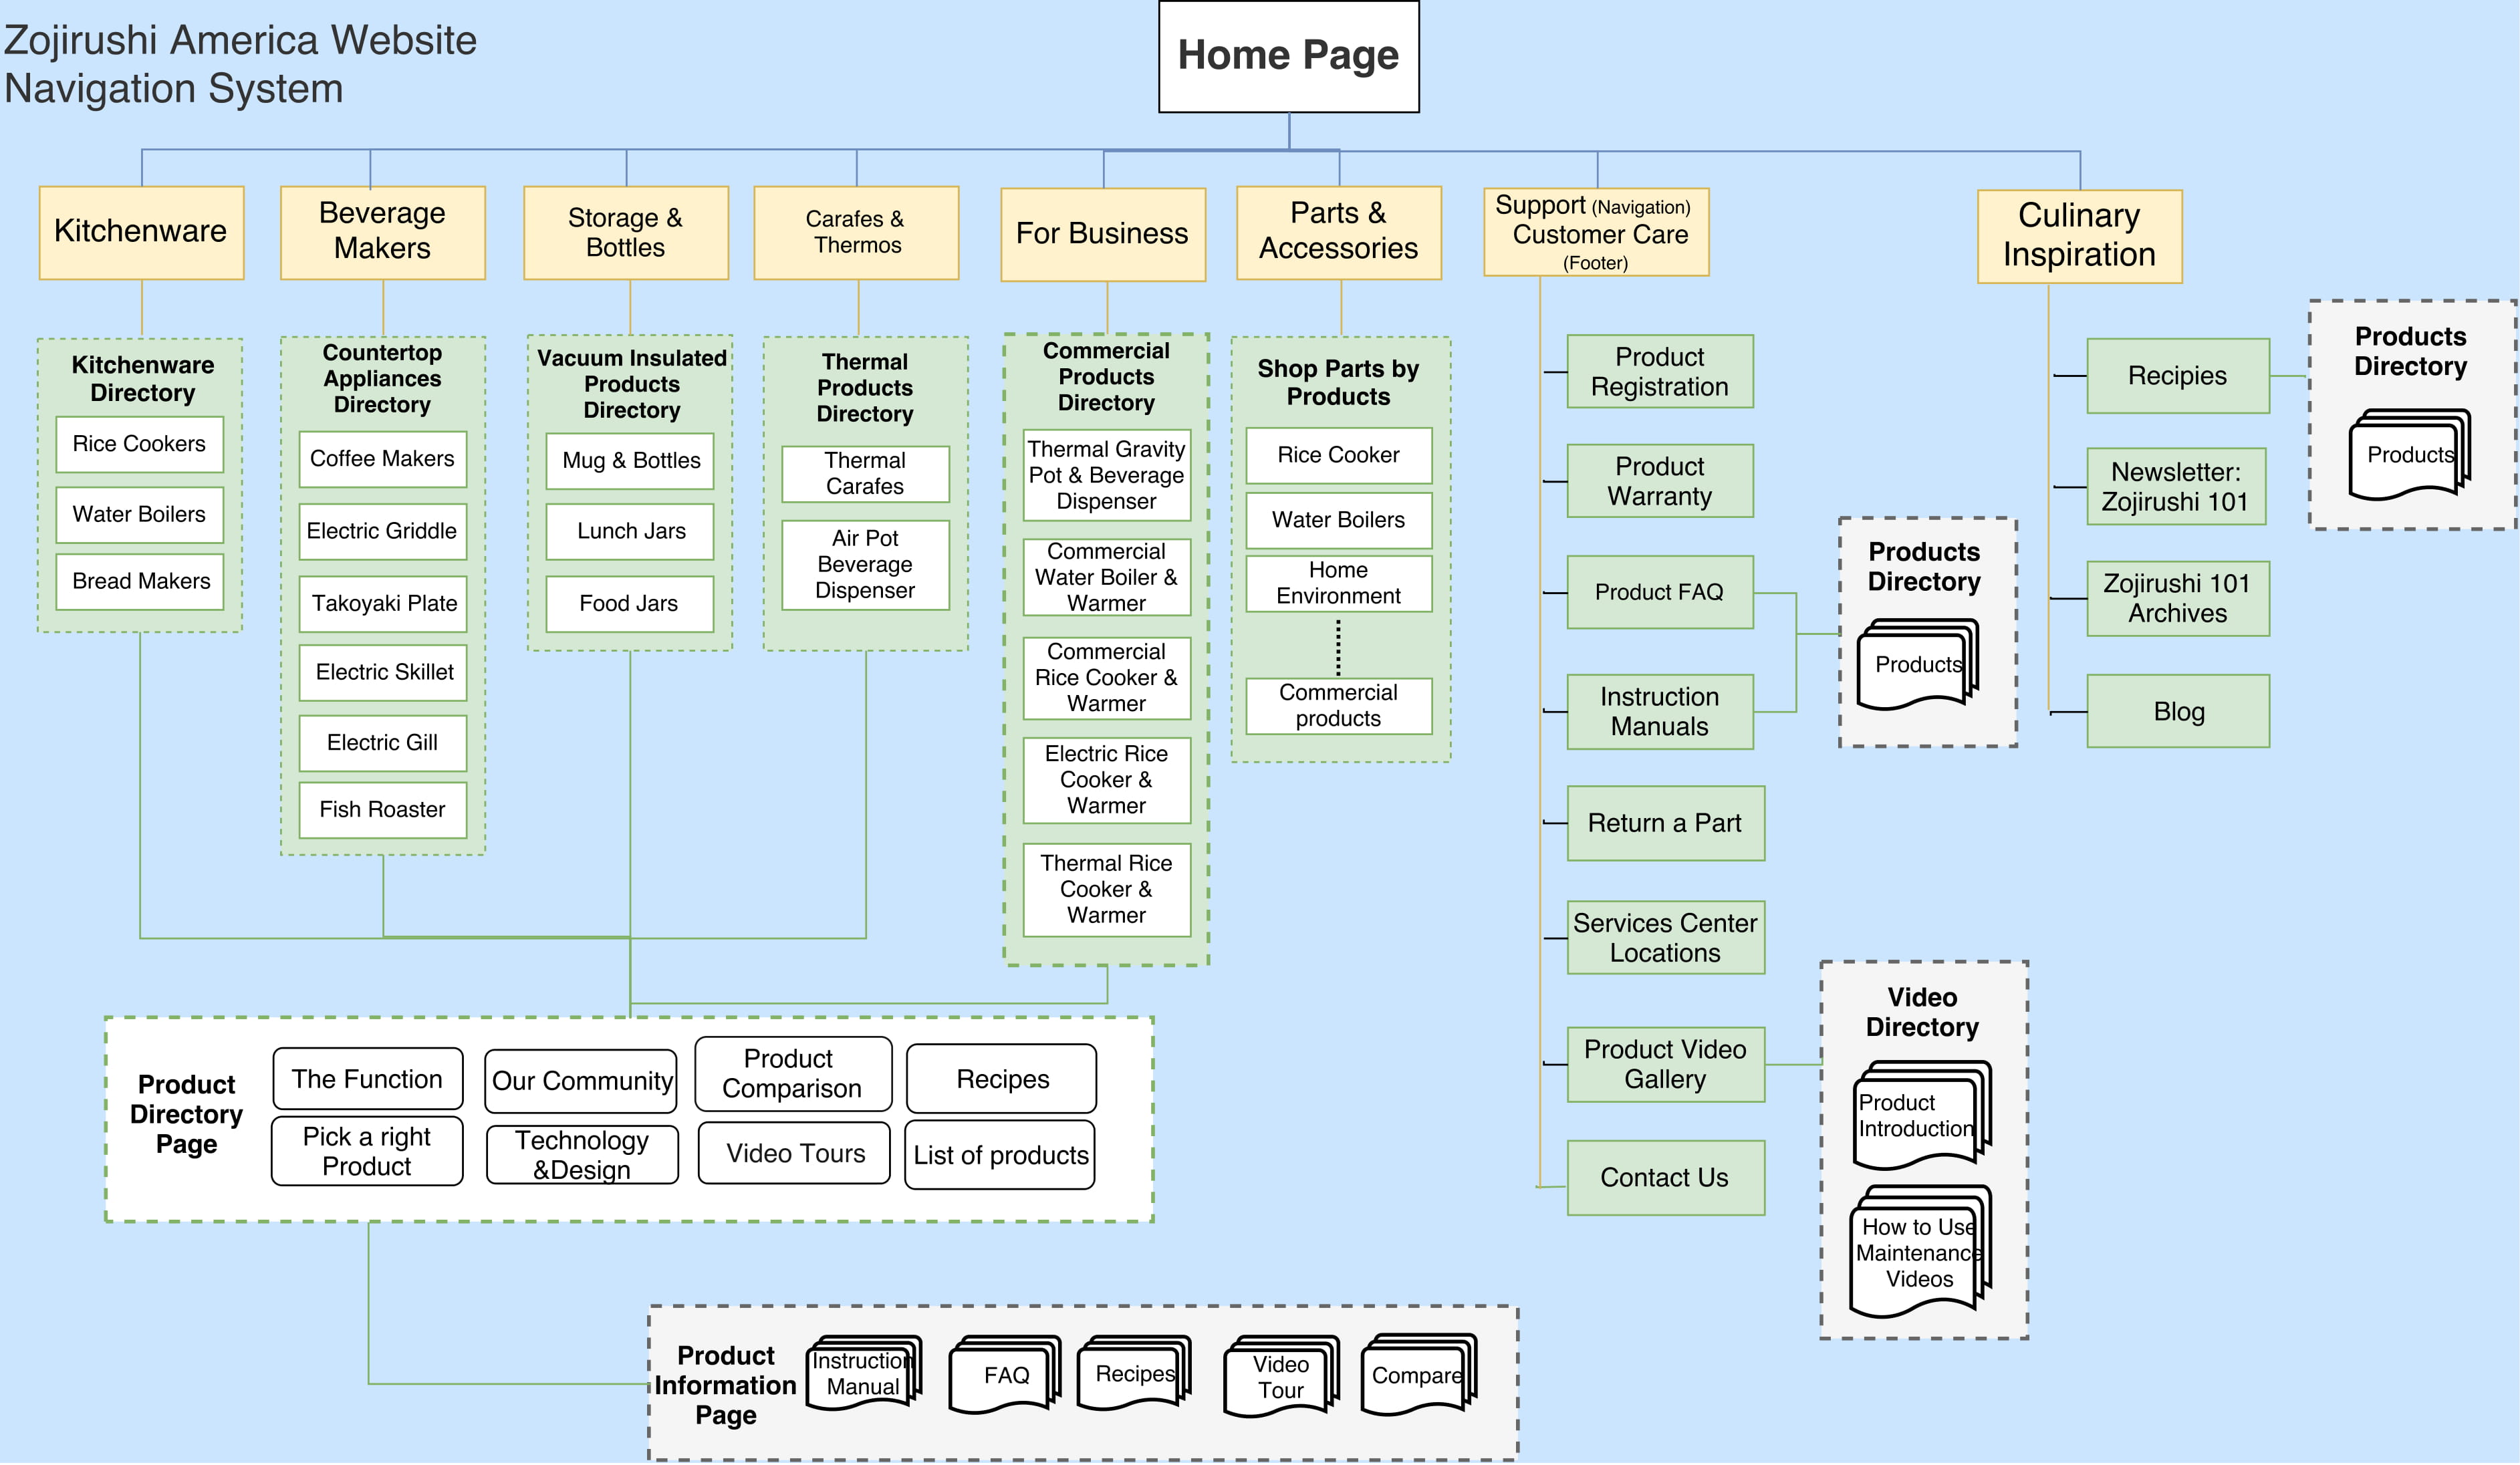 Zojirushi America Website
Navigation System
Home Page
Kitchenware
Beverage
Makers
Storage &
Bottles
Carafes &
Thermos
For Business
Parts &
Accessories
Support (Navigation)
Customer Care
(Footer)
Culinary
Inspiration
Kitchenware
Directory
Rice Cookers
Water Boilers
Bread Makers
Countertop
Appliances
Directory
Coffee Makers
Electric Griddle
Takoyaki Plate
Electric Skillet
Electric Gill
Fish Roaster
Vacuum Insulated
Products
Directory
Mug & Bottles
Lunch Jars
Food Jars
Thermal
Products
Directory
Thermal
Carafes
Air Pot
Beverage
Dispenser
Commercial
Products
Directory
Thermal Gravity
Pot & Beverage
Dispenser
Commercial
Water Boiler &
Warmer
Commercial
Rice Cooker &
Warmer
Electric Rice
Cooker &
Warmer
Thermal Rice
Cooker &
Warmer
Shop Parts by
Products
Rice Cooker
Water Boilers
Home
Environment
Commercial
products
Product
Registration
Product
Warranty
Product FAQ
Instruction
Manuals
Return a Part
Services Center
Locations
Product Video
Gallery
Contact Us
Products
Directory
Products
Video
Directory
Product
Introduction
How to Use
Maintenance
Videos
Recipies
Newsletter:
Zojirushi 101
Zojirushi 101
Archives
Blog
Products
Directory
Products
Product
Directory
Page
The Function
Our Community
Product
Comparison
Recipes
Pick a right
Product
Technology
&Design
Video Tours
List of products
Product
Information
Page
Instruction
Manual
FAQ
Recipes
Video
Tour
Compare